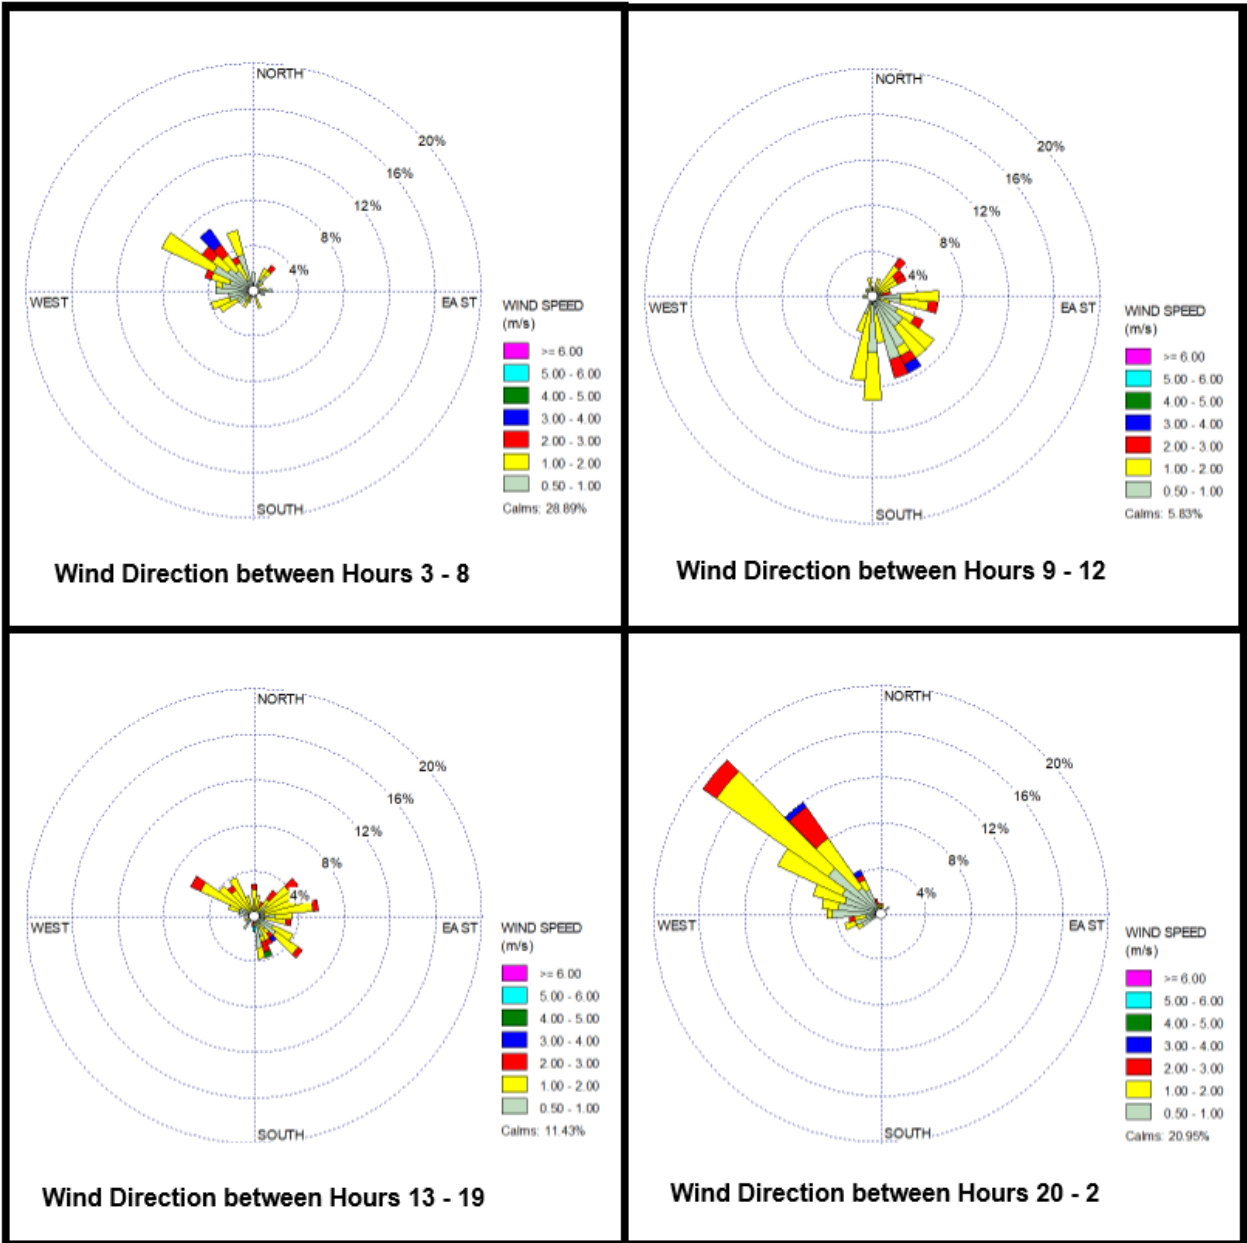 NORTH
20%
16%
12%
8%
4%
WEST
EAST
SOUTH
WIND SPEED
(m/s)
>= 6.00
5.00 - 6.00
4.00 - 5.00
3.00 - 4.00
2.00 - 3.00
1.00 - 2.00
0.50 - 1.00
Calms: 28.89%
Wind Direction between Hours 3 - 8
NORTH
20%
16%
12%
8%
4%
WEST
EAST
SOUTH
WIND SPEED
(m/s)
>= 6.00
5.00 - 6.00
4.00 - 5.00
3.00 - 4.00
2.00 - 3.00
1.00 - 2.00
0.50 - 1.00
Calms: 5.83%
Wind Direction between Hours 9 - 12
NORTH
20%
16%
12%
8%
4%
WEST
EAST
SOUTH
WIND SPEED
(m/s)
>= 6.00
5.00 - 6.00
4.00 - 5.00
3.00 - 4.00
2.00 - 3.00
1.00 - 2.00
0.50 - 1.00
Calms: 11.43%
Wind Direction between Hours 13 - 19
NORTH
20%
16%
12%
8%
4%
WEST
EAST
SOUTH
WIND SPEED
(m/s)
>= 6.00
5.00 - 6.00
4.00 - 5.00
3.00 - 4.00
2.00 - 3.00
1.00 - 2.00
0.50 - 1.00
Calms: 20.95%
Wind Direction between Hours 20 - 2